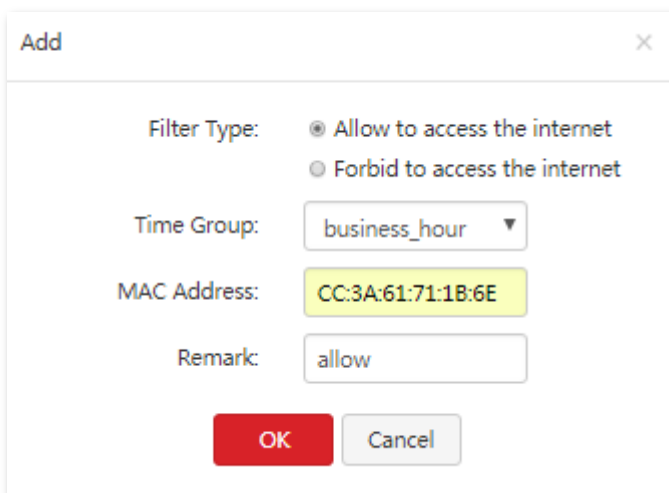 Add
Filter Type: Allow to access the internet
Forbid to access the internet
Time Group: business_hour
MAC Address: CC:3A:61:71:1B:6E
Remark: allow
OK Cancel